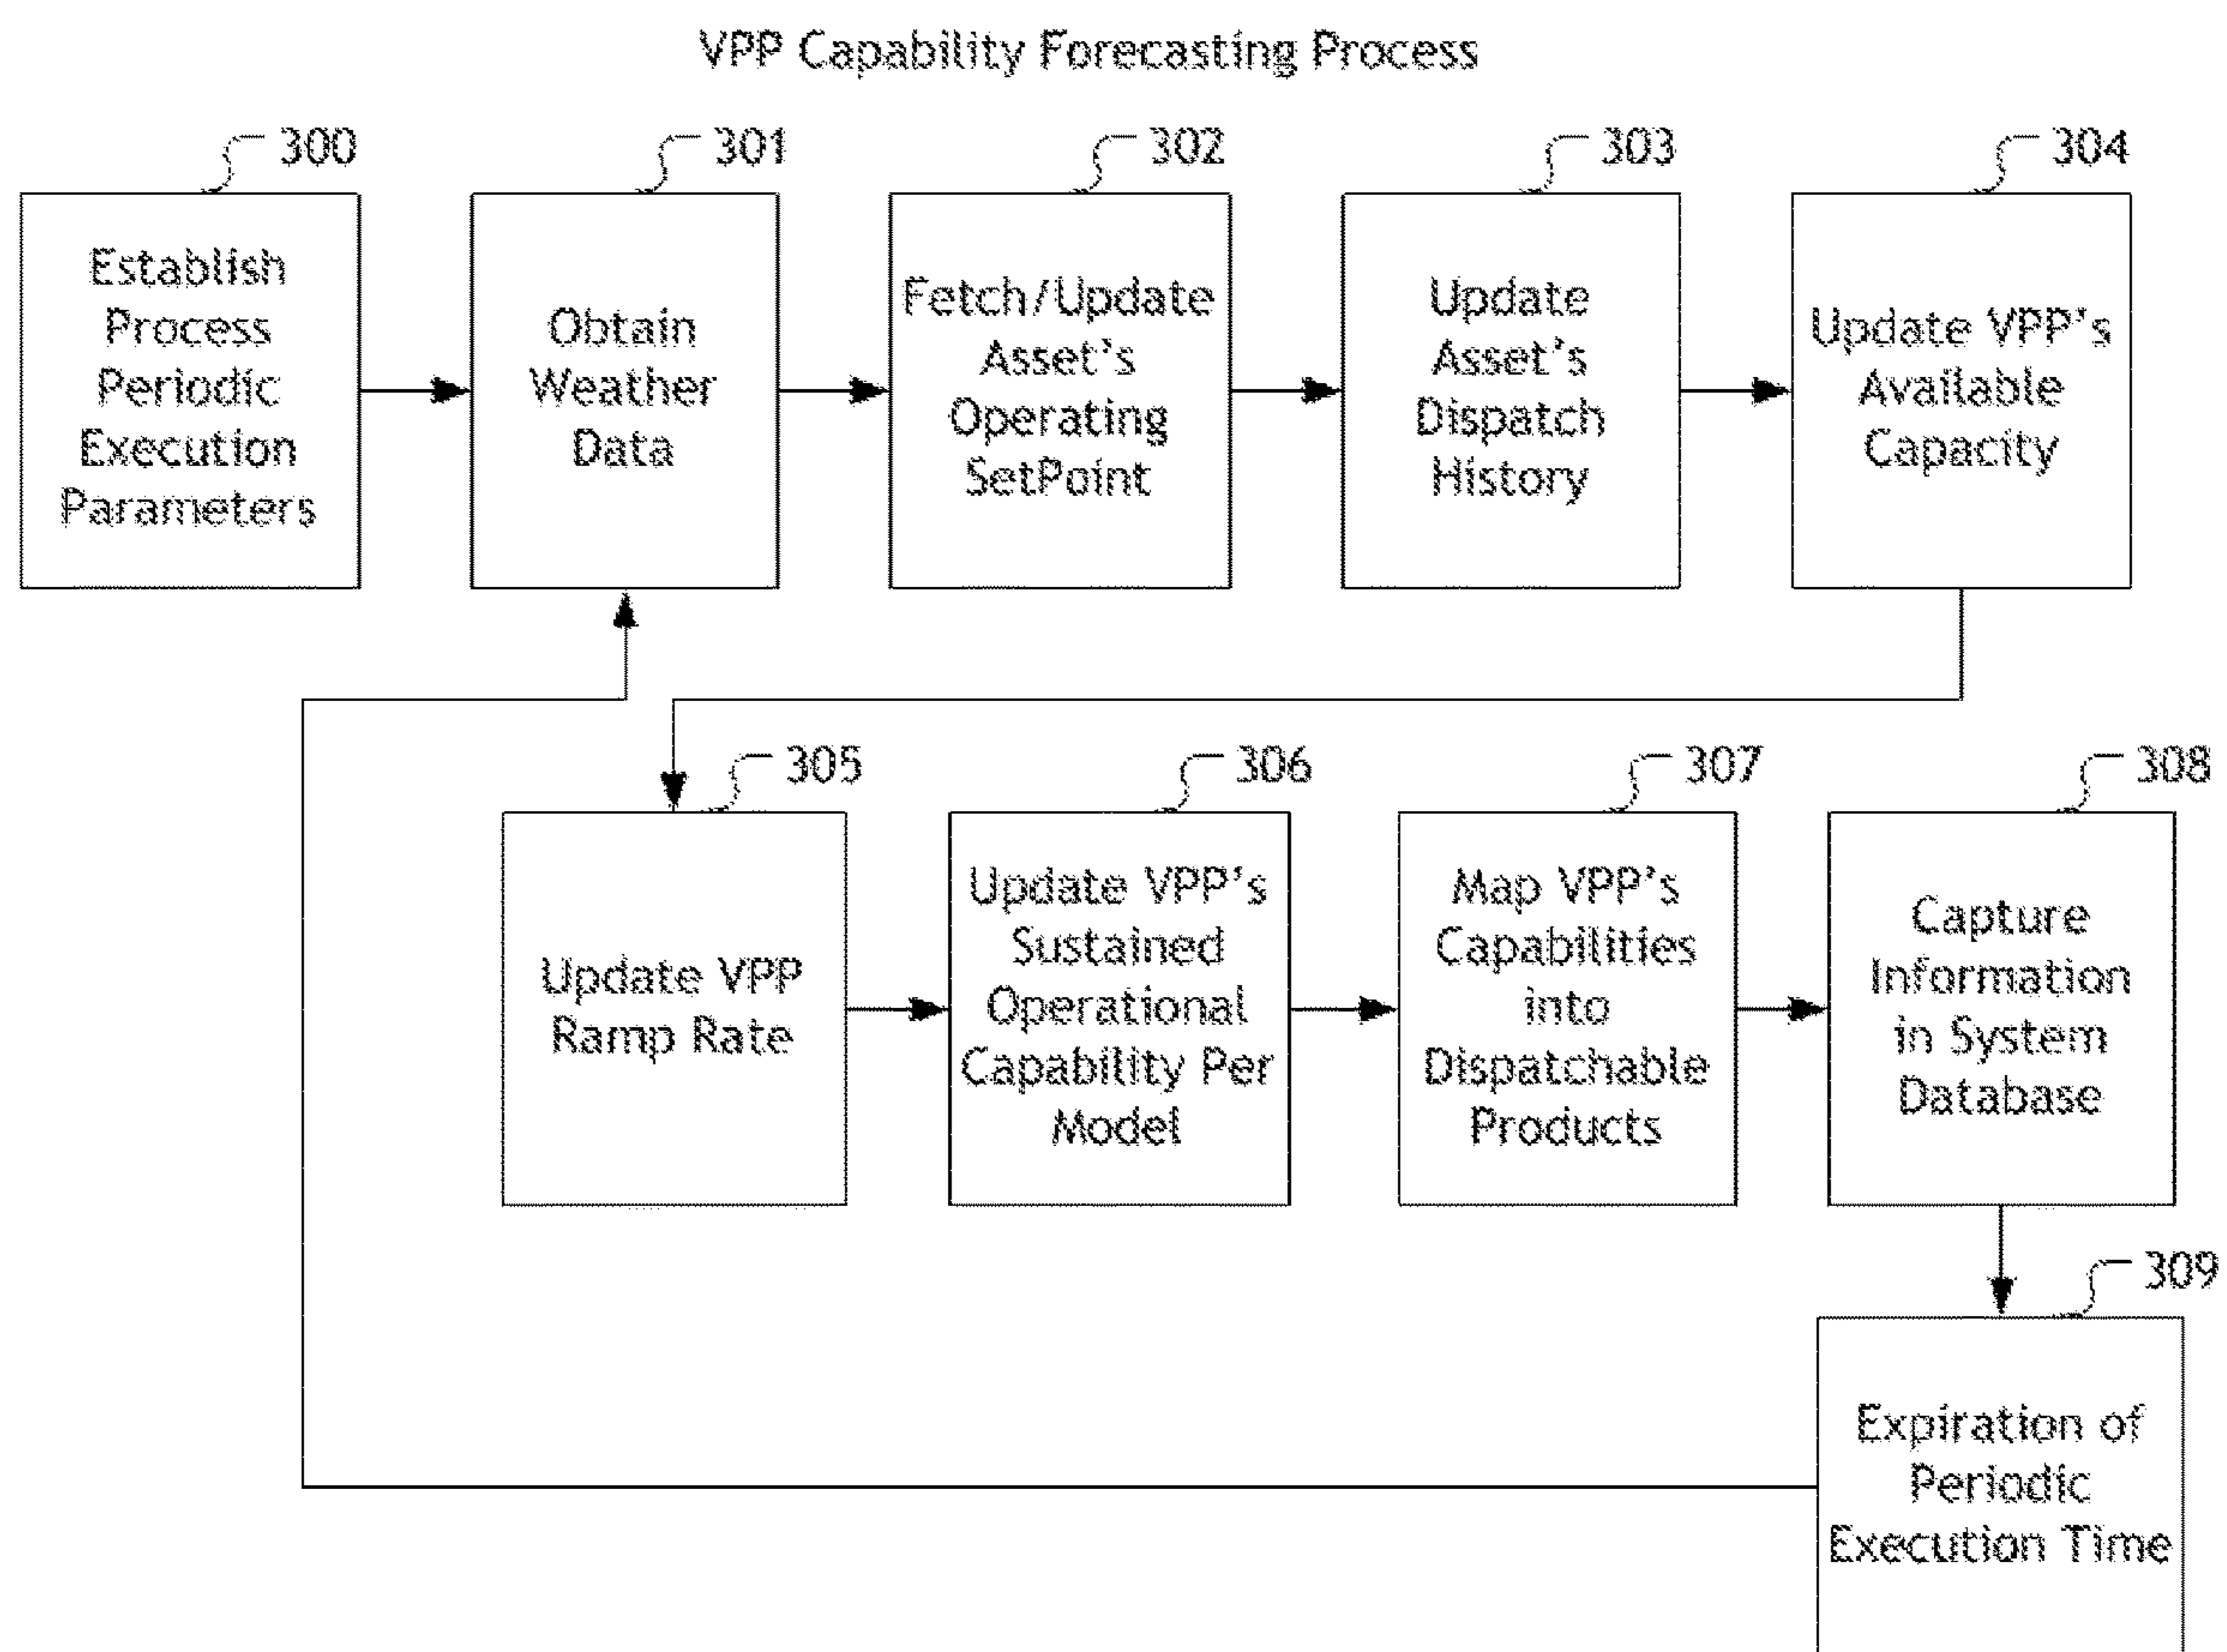 VPP Capability Forecasting Process
300
301
302
303
304
Establish
Process
Periodic
Execution
Parameters
Obtain
Weather
Data
Fetch/Update
Asset's
Operating
SetPoint
Update
Asset's
Dispatch
History
Update VPP's
Available
Capacity
305
306
307
308
Update VPP
Ramp Rate
Update VPP's
Sustained
Operational
Capability Per
Model
Map VPP's
Capabilities
into
Dispatchable
Products
Capture
Information
in System
Database
309
Expiration of
Periodic
Execution Time